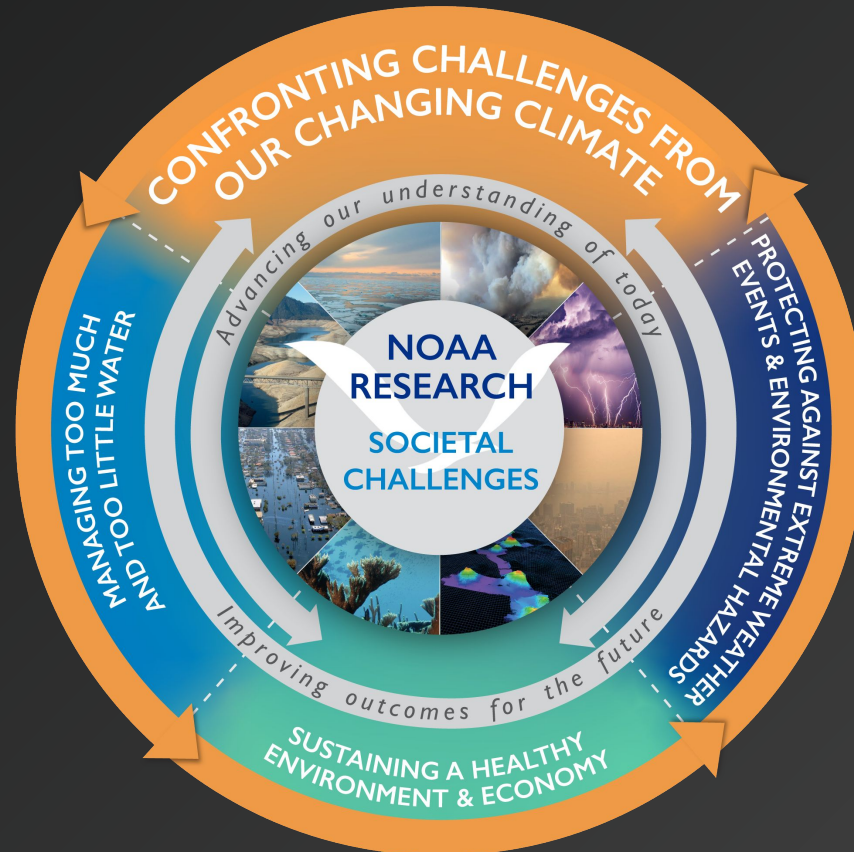 CONFRONTING CHALLENGES FROM
OUR CHANGING CLIMATE
Advancing our understanding of today
NOAA
RESEARCH
SOCIETAL
CHALLENGES
MANAGING TOO MUCH
AND TOO LITTLE WATER
PROTECTING AGAINST EXTREME WEATHER
EVENTS & ENVIRONMENTAL HAZARDS
Improving outcomes for the future
SUSTAINING A HEALTHY
ENVIRONMENT & ECONOMY